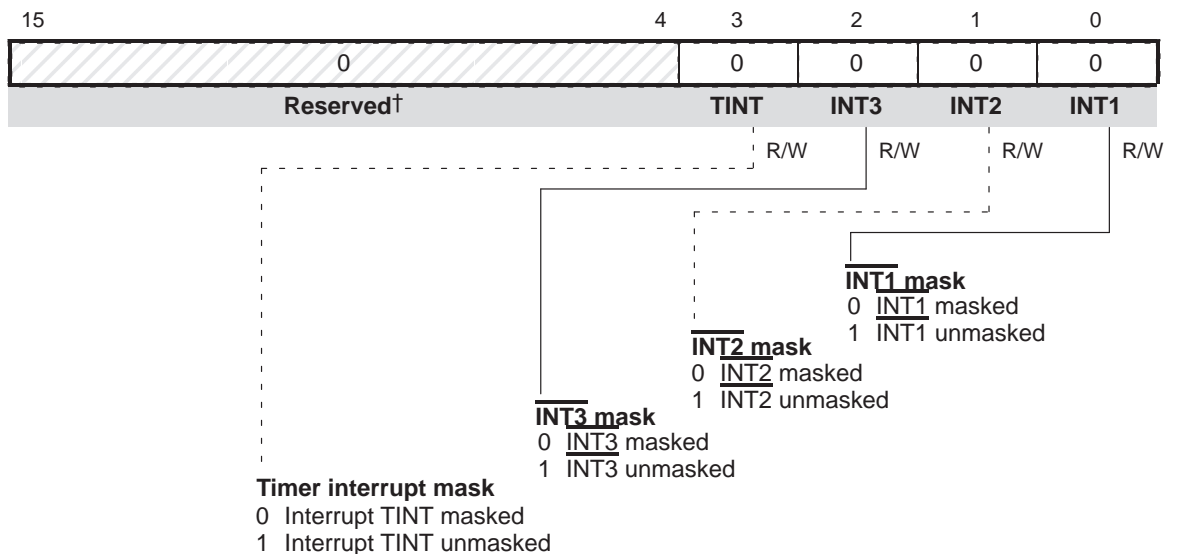 15 4 3 2 1 0
0 0 0 0 0
Reserved† TINT INT3 INT2 INT1
R/W R/W R/W R/W
INT1 mask
0 INT1 masked
1 INT1 unmasked
INT2 mask
0 INT2 masked
1 INT2 unmasked
INT3 mask
0 INT3 masked
1 INT3 unmasked
Timer interrupt mask
0 Interrupt TINT masked
1 Interrupt TINT unmasked